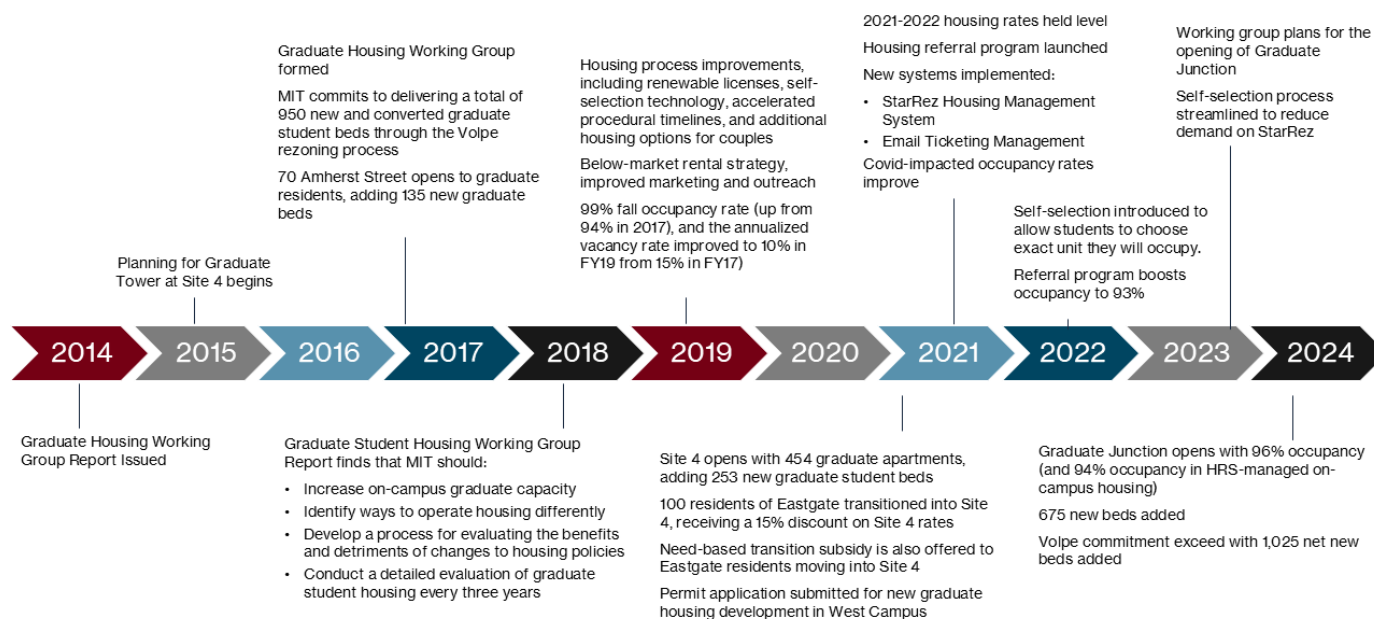 Graduate Housing Working Group
formed
MIT commits to delivering a total of
950 new and converted graduate
student beds through the Volpe
rezoning process
70 Amherst Street opens to graduate
residents, adding 135 new graduate
beds
Planning for Graduate
Tower at Site 4 begins
Housing process improvements,
including renewable licenses, self-
selection technology, accelerated
procedural timelines, and additional
housing options for couples
Below-market rental strategy,
improved marketing and outreach
99% fall occupancy rate (up from
94% in 2017), and the annualized
vacancy rate improved to 10% in
FY19 from 15% in FY17)
2021-2022 housing rates held level
Housing referral program launched
New systems implemented:
• StarRez Housing Management
System
• Email Ticketing Management
Covid-impacted occupancy rates
improve
Self-selection introduced to
allow students to choose
exact unit they will occupy.
Referral program boosts
occupancy to 93%
Working group plans for the
opening of Graduate
Junction
Self-selection process
streamlined to reduce
demand on StarRez
2014 2015 2016 2017 2018 2019 2020 2021 2022 2023 2024
Graduate Housing Working
Group Report Issued
Graduate Student Housing Working Group
Report finds that MIT should:
• Increase on-campus graduate capacity
• Identify ways to operate housing differently
• Develop a process for evaluating the benefits
and detriments of changes to housing policies
• Conduct a detailed evaluation of graduate
student housing every three years
Site 4 opens with 454 graduate apartments,
adding 253 new graduate student beds
100 residents of Eastgate transitioned into Site
4, receiving a 15% discount on Site 4 rates
Need-based transition subsidy is also offered to
Eastgate residents moving into Site 4
Permit application submitted for new graduate
housing development in West Campus
Graduate Junction opens with 96% occupancy
(and 94% occupancy in HRS-managed on-
campus housing)
675 new beds added
Volpe commitment exceed with 1,025 net new
beds added